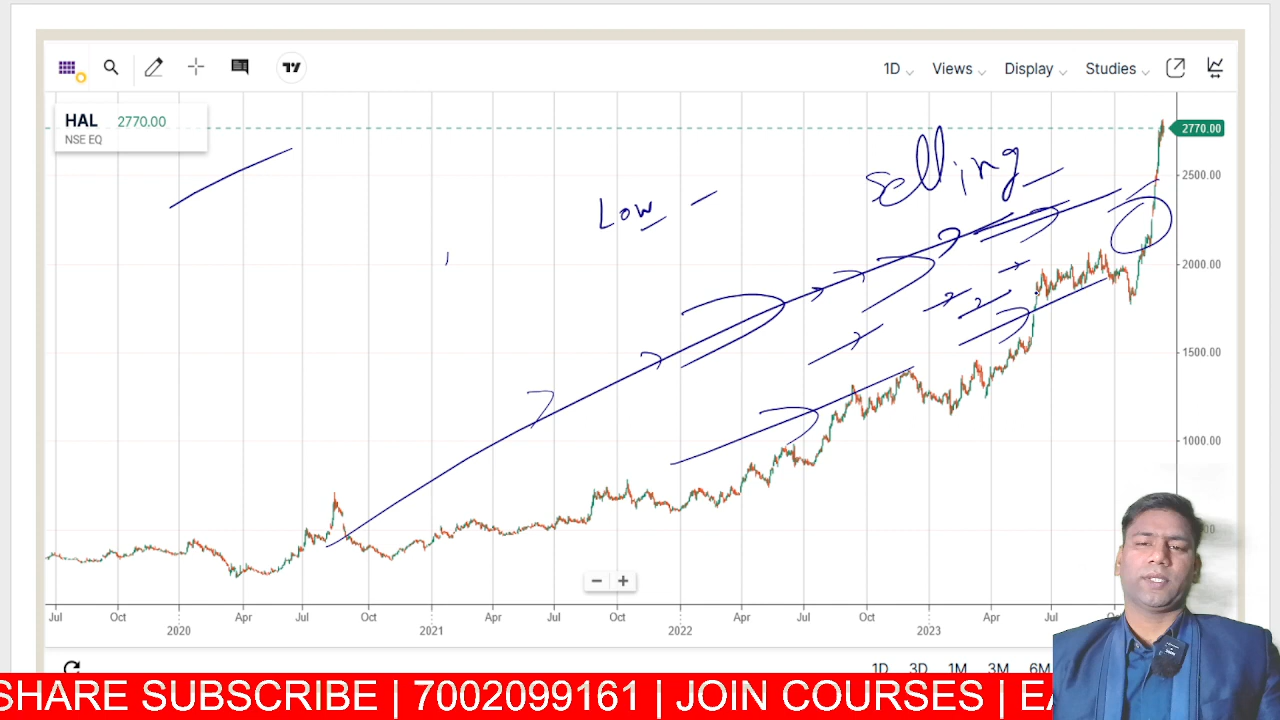 1D Views Display Studies
HAL 2770.00
NSE EQ
2770.00
selling
2500.00
Low
2000.00
1500.00
1000.00
Jul Oct Apr Jul Oct Apr Jul Oct Apr Jul Oct Apr Jul
2020 2021 2022 2023
1D 3D 1M 3M 6M
SHARE SUBSCRIBE | 7002099161 | JOIN COURSES |